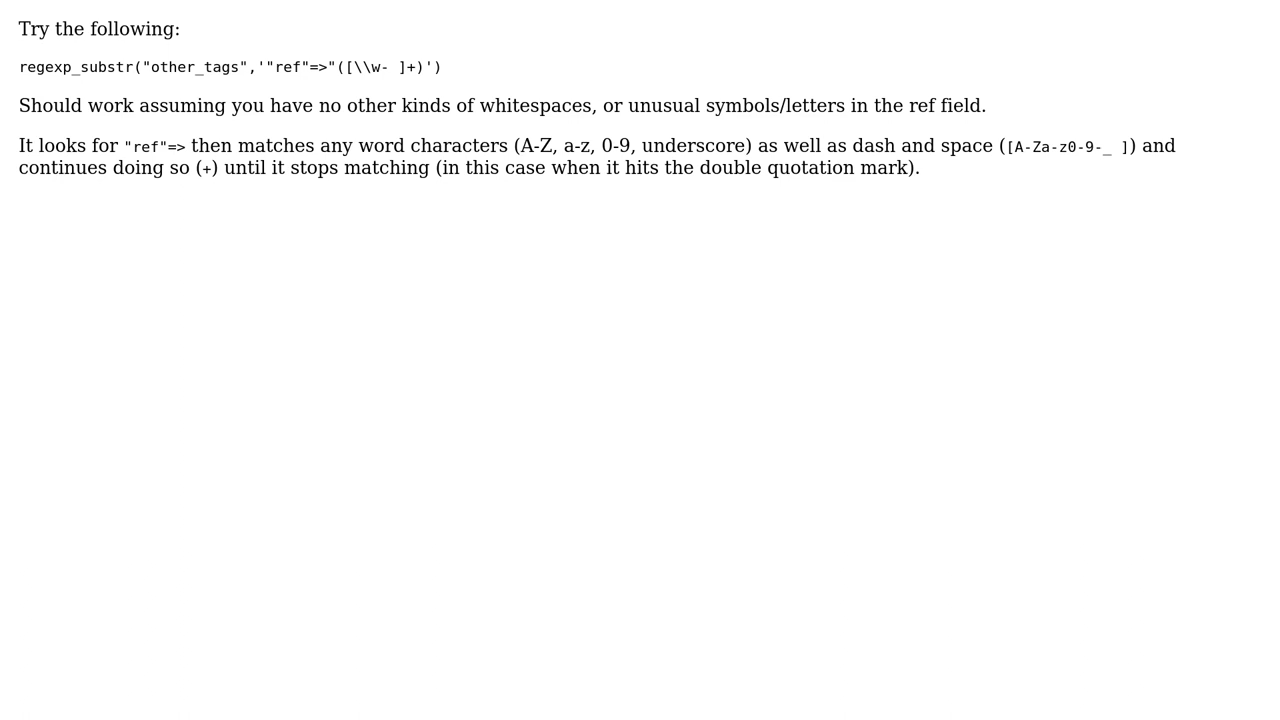 Try the following:
regexp_substr("other_tags",'"ref"=>"([\\w- ]+)')
Should work assuming you have no other kinds of whitespaces, or unusual symbols/letters in the ref field.
It looks for "ref"=> then matches any word characters (A-Z, a-z, 0-9, underscore) as well as dash and space ([A-Za-z0-9-_ ]) and
continues doing so (+) until it stops matching (in this case when it hits the double quotation mark).